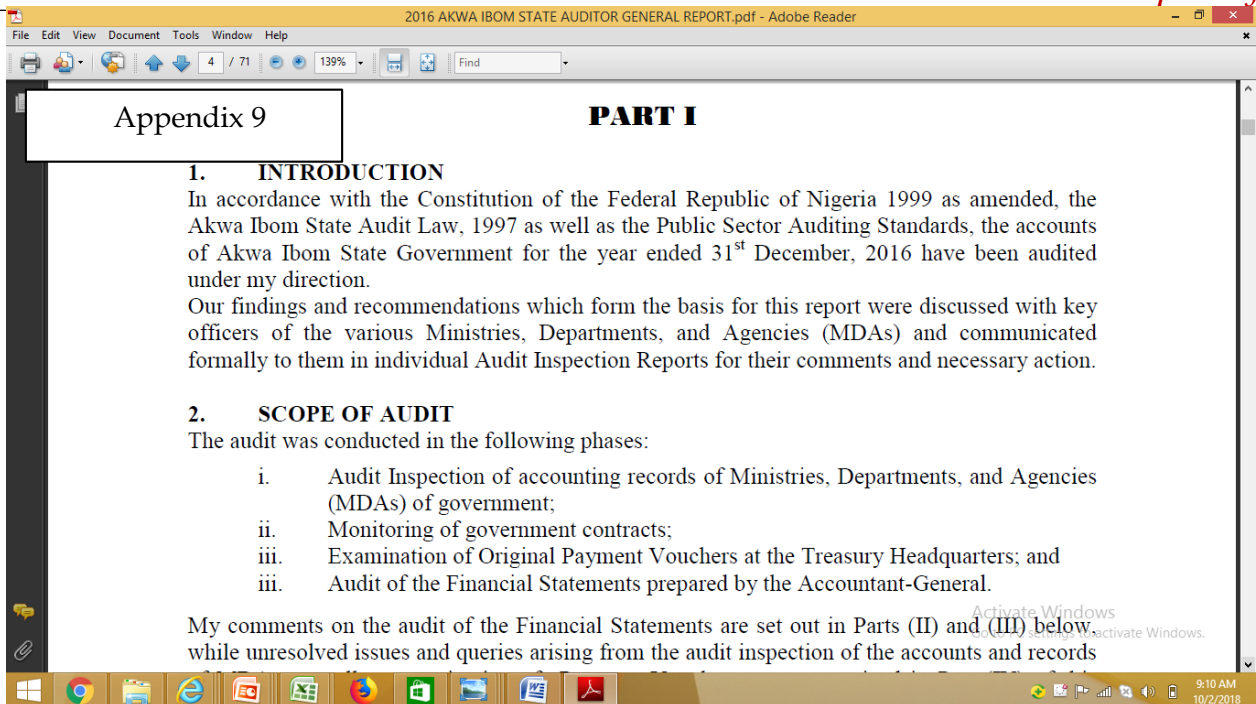 2016 AKWA IBOM STATE AUDITOR GENERAL REPORT.pdf - Adobe Reader
File Edit View Document Tools Window Help
4 / 71 139% Find
Appendix 9
PART I
1. INTRODUCTION
In accordance with the Constitution of the Federal Republic of Nigeria 1999 as amended, the
Akwa Ibom State Audit Law, 1997 as well as the Public Sector Auditing Standards, the accounts
of Akwa Ibom State Government for the year ended 31st December, 2016 have been audited
under my direction.
Our findings and recommendations which form the basis for this report were discussed with key
officers of the various Ministries, Departments, and Agencies (MDAs) and communicated
formally to them in individual Audit Inspection Reports for their comments and necessary action.
2. SCOPE OF AUDIT
The audit was conducted in the following phases:
i. Audit Inspection of accounting records of Ministries, Departments, and Agencies
(MDAs) of government;
ii. Monitoring of government contracts;
iii. Examination of Original Payment Vouchers at the Treasury Headquarters; and
iii. Audit of the Financial Statements prepared by the Accountant-General.
My comments on the audit of the Financial Statements are set out in Parts (II) and (III) below,
while unresolved issues and queries arising from the audit inspection of the accounts and records
Activate Windows
Go to PC settings to activate Windows.
9:10 AM
10/2/2018